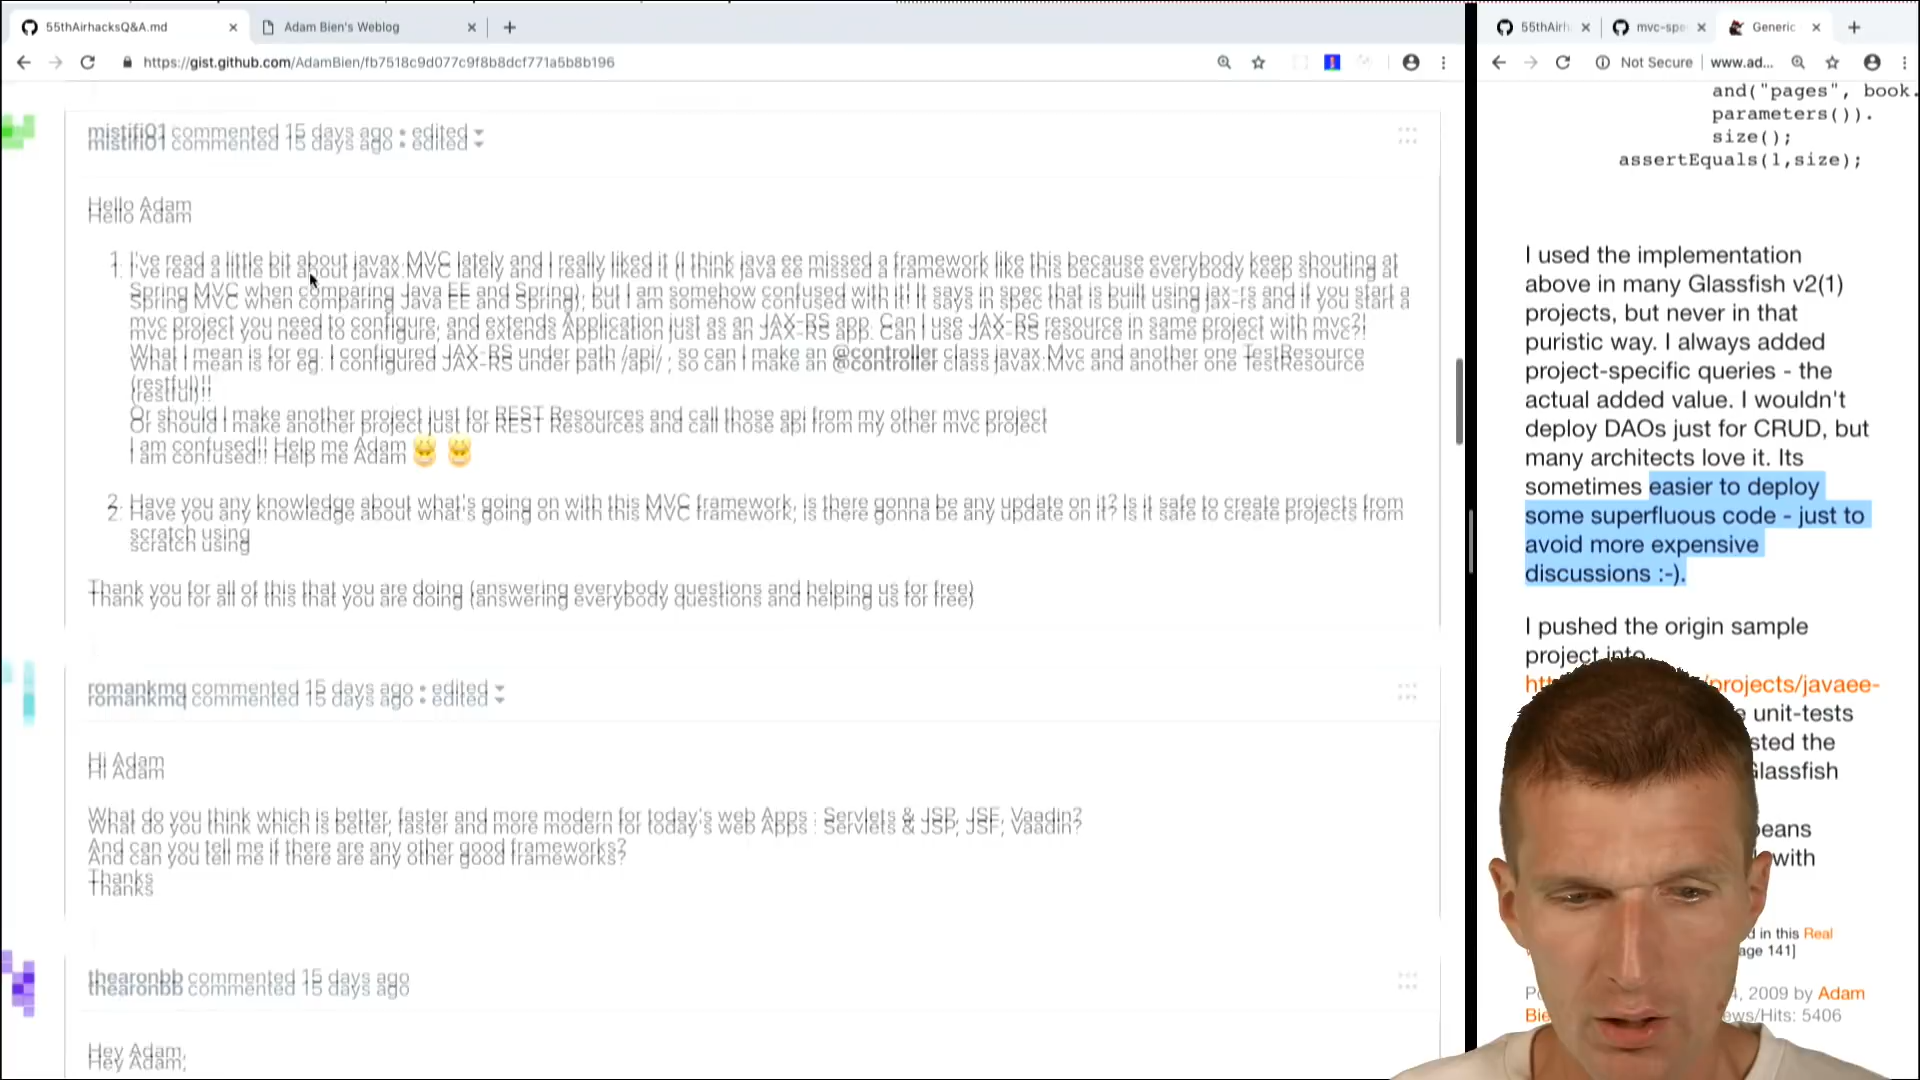 55thAirhacksQ&A.md
Adam Bien's Weblog
https://gist.github.com/AdamBien/fb7518c9d077c9f8b8dcf771a5b8b196
mistifi01 commented 15 days ago • edited
Hello Adam
1. I've read a little bit about javax.MVC lately and I really liked it (I think java ee missed a framework like this because everybody keep shouting at
Spring MVC when comparing Java EE and Spring), but I am somehow confused with it! It says in spec that is built using jax-rs and if you start a
mvc project you need to configure, and extends Application just as an JAX-RS app. Can I use JAX-RS resource in same project with mvc?!
What I mean is for eg. I configured JAX-RS under path /api/ ; so can I make an @controller class javax.Mvc and another one TestResource
(restful)!!
Or should I make another project just for REST Resources and call those api from my other mvc project
I am confused!! Help me Adam
2. Have you any knowledge about what's going on with this MVC framework, is there gonna be any update on it? Is it safe to create projects from
scratch using
Thank you for all of this that you are doing (answering everybody questions and helping us for free)
romankmq commented 15 days ago • edited
Hi Adam
What do you think which is better, faster and more modern for today's web Apps : Servlets & JSP, JSF, Vaadin?
And can you tell me if there are any other good frameworks?
Thanks
thearonbb commented 15 days ago
Hey Adam,
55thAirh
mvc-spe
Generic
Not Secure
www.ad...
and("pages", book.
parameters()).
size();
assertEquals(1,size);
I used the implementation
above in many Glassfish v2(1)
projects, but never in that
puristic way. I always added
project-specific queries - the
actual added value. I wouldn't
deploy DAOs just for CRUD, but
many architects love it. Its
sometimes easier to deploy
some superfluous code - just to
avoid more expensive
discussions :-).
I pushed the origin sample
project into
/projects/javaee-
unit-tests
sted the
Glassfish
beans
with
in this Real
age 141]
, 2009 by Adam
Bie
ws/Hits: 5406